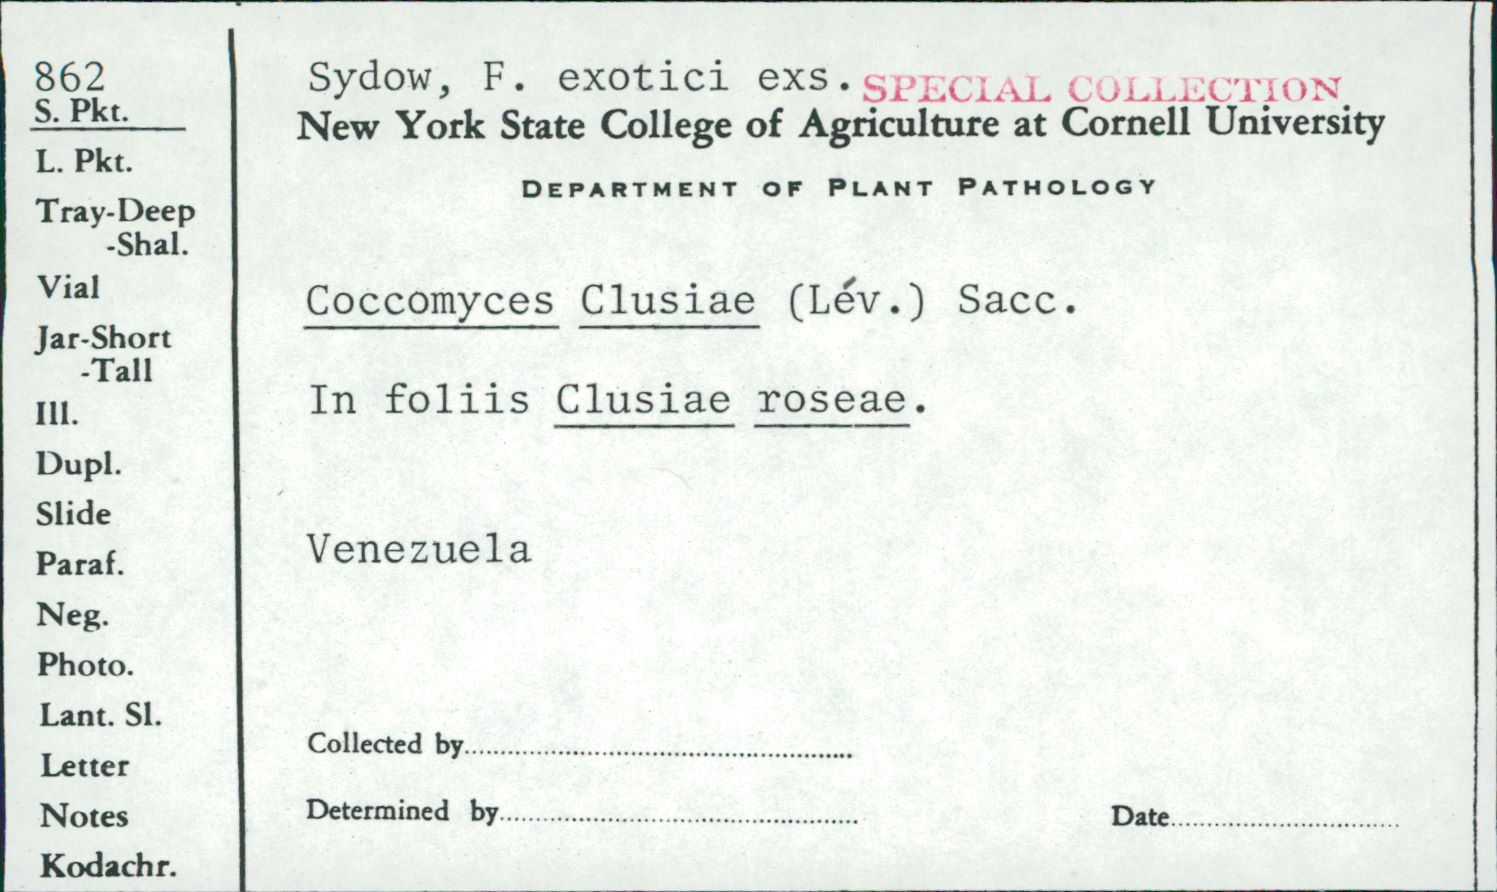 862
S. Pkt.
L. Pkt.
Tray-Deep
-Shal.
Vial
Jar-Short
-Tall
Ill.
Dupl.
Slide
Paraf.
Neg.
Photo.
Lant. Sl.
Letter
Notes
Kodachr.
Sydow, F. exotici exs. SPECIAL COLLECTION
New York State College of Agriculture at Cornell University
DEPARTMENT OF PLANT PATHOLOGY
Coccomyces Clusiae (Lév.) Sacc.
In foliis Clusiae roseae.
Venezuela
Collected by
Determined by
Date